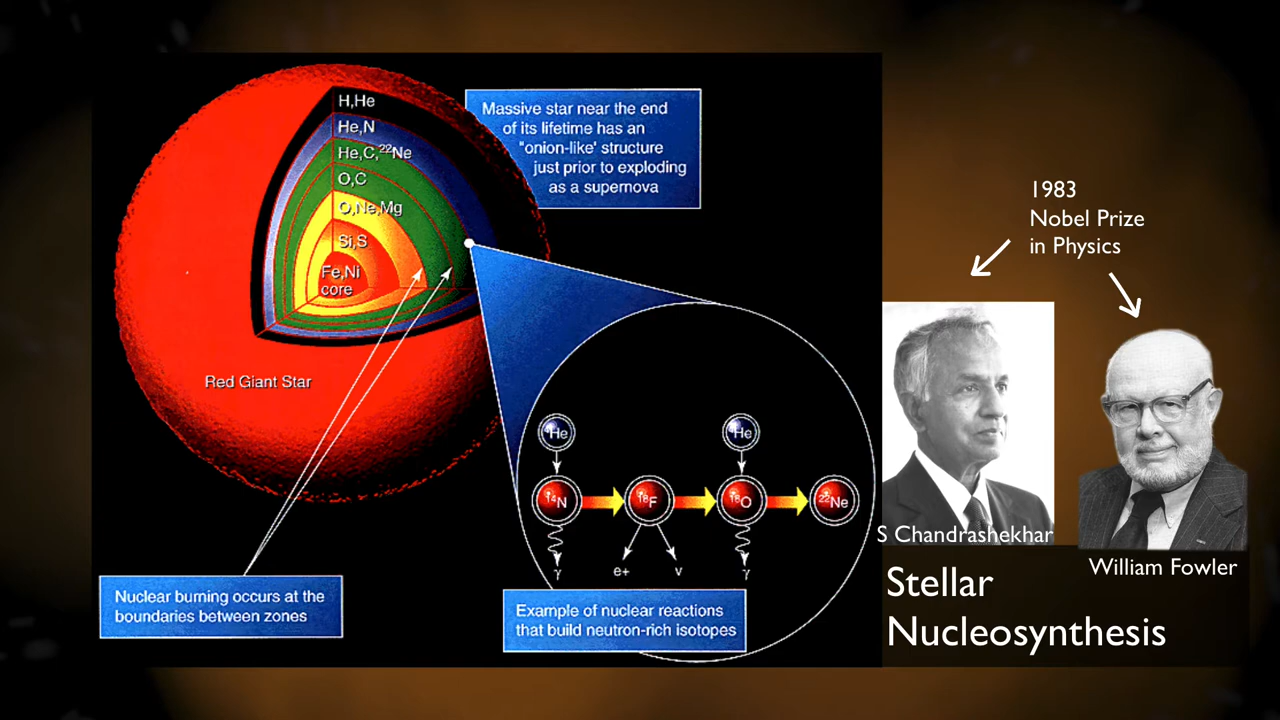 H,He
He,N
He,C,²²Ne
O,C
O,Ne,Mg
Si,S
Fe,Ni
core
Red Giant Star
Massive star near the end
of its lifetime has an
"onion-like' structure
just prior to exploding
as a supernova
Nuclear burning occurs at the
boundaries between zones
⁴He
⁴He
¹⁴N
¹⁸F
¹⁸O
²²Ne
γ
e+
ν
γ
Example of nuclear reactions
that build neutron-rich isotopes
1983
Nobel Prize
in Physics
S Chandrashekhar
William Fowler
Stellar
Nucleosynthesis